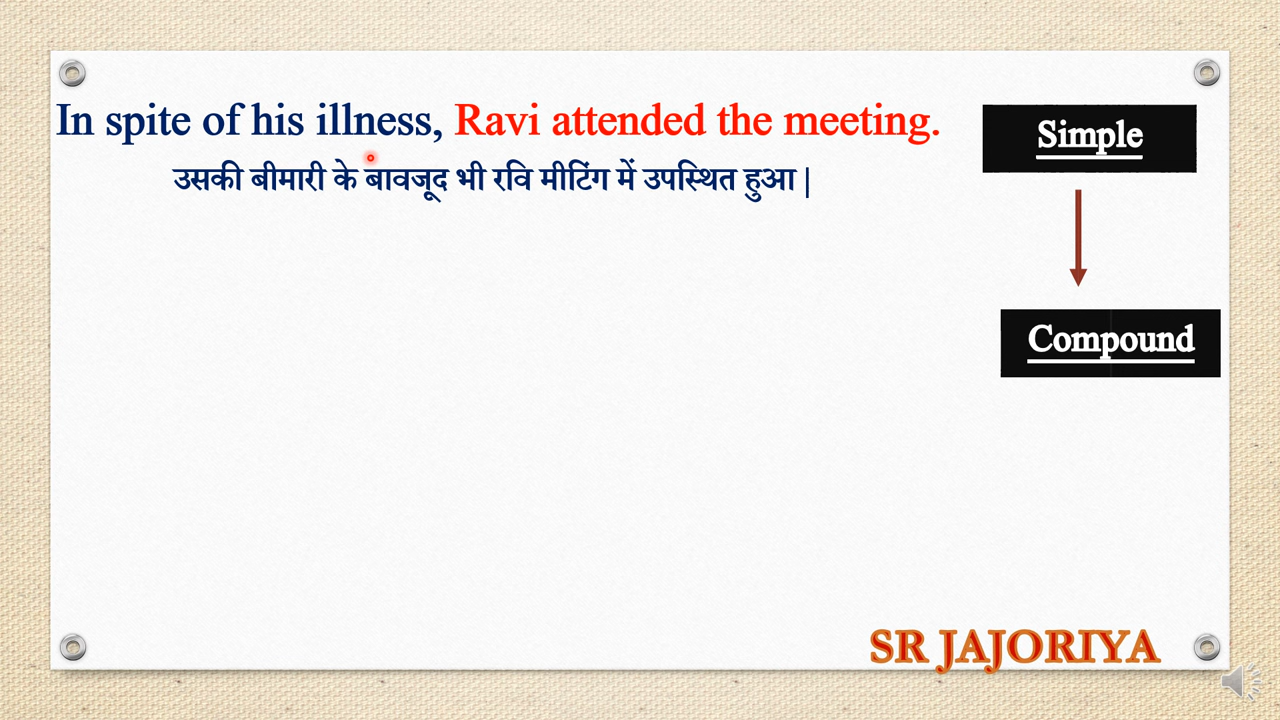 In spite of his illness, Ravi attended the meeting.
उसकी बीमारी के बावजूद भी रवि मीटिंग में उपस्थित हुआ |
Simple
Compound
SR JAJORIYA